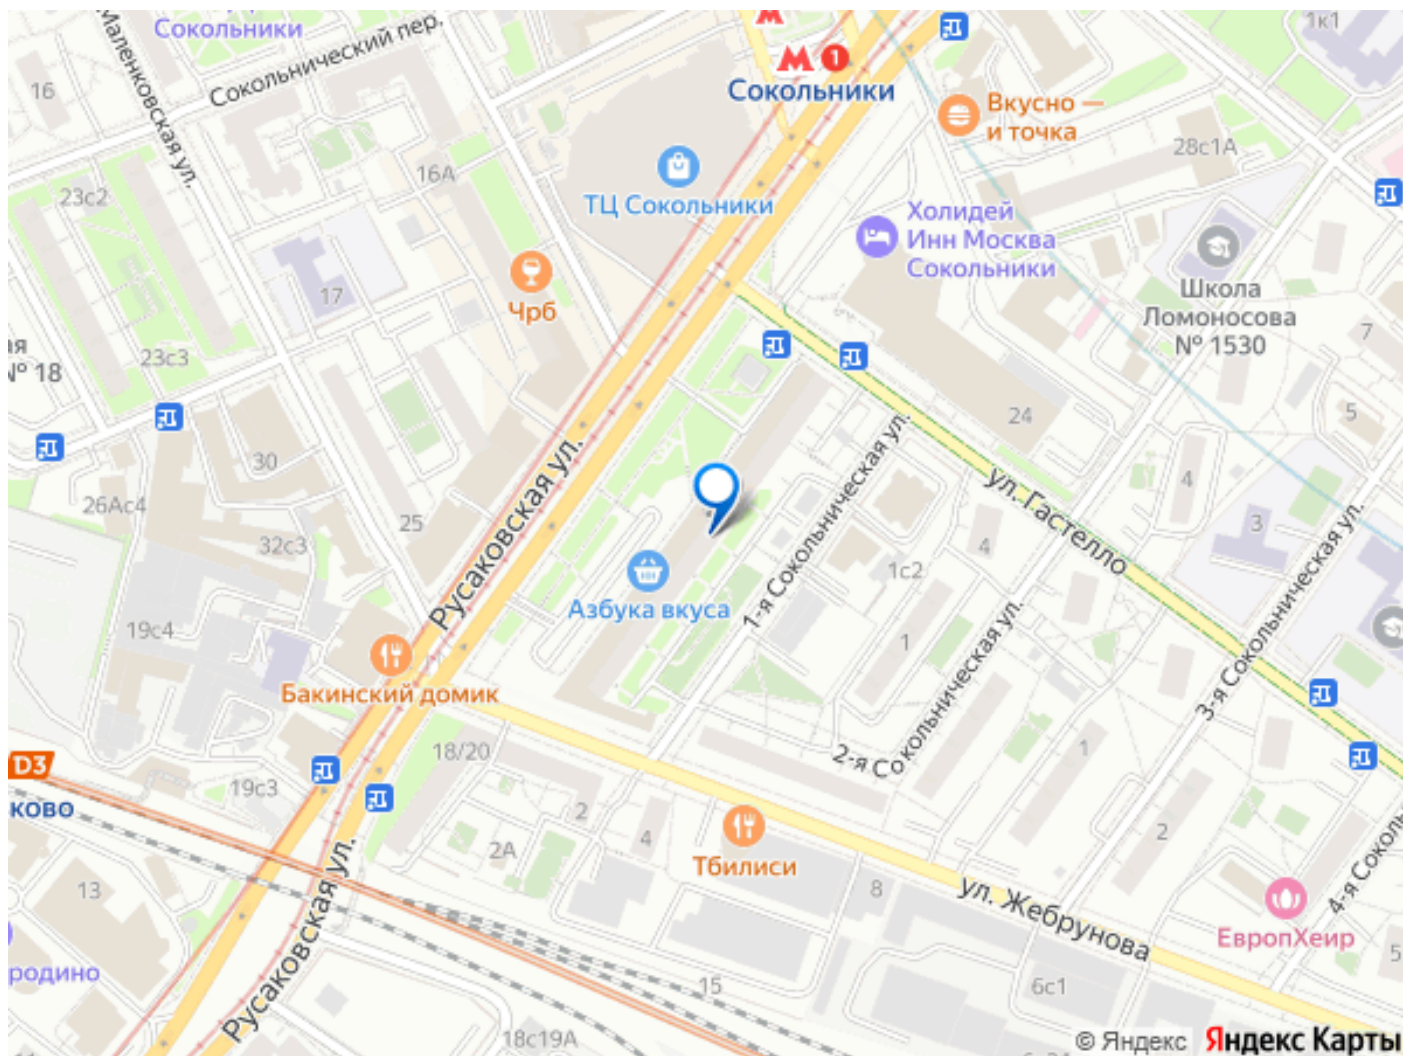 Сокольники
Сокольнический пер.
Маленковская ул.
16
1
Сокольники
Вкусно —
и точка
1к1
28с1А
23с2
16А
ТЦ Сокольники
Холидей
Инн Москва
Сокольники
Школа
Ломоносова
№ 1530
17
Чрб
7
ая
№ 18
23с3
24
5
30
Русаковская ул.
1-я Сокольническая ул.
ул. Гастелло
4
26Ас4
25
3
32с3
4
1с2
Азбука вкуса
3-я Сокольническая ул.
19с4
1
2-я Сокольническая ул.
Бакинский домик
18/20
1
D3
ково
19с3
2
4
2А
2
Тбилиси
4-я Соколь
Русаковская ул.
13
8
ул. Жебрунова
ЕвропХеир
родино
15
6с1
5
18с19А
© Яндекс Яндекс Карты